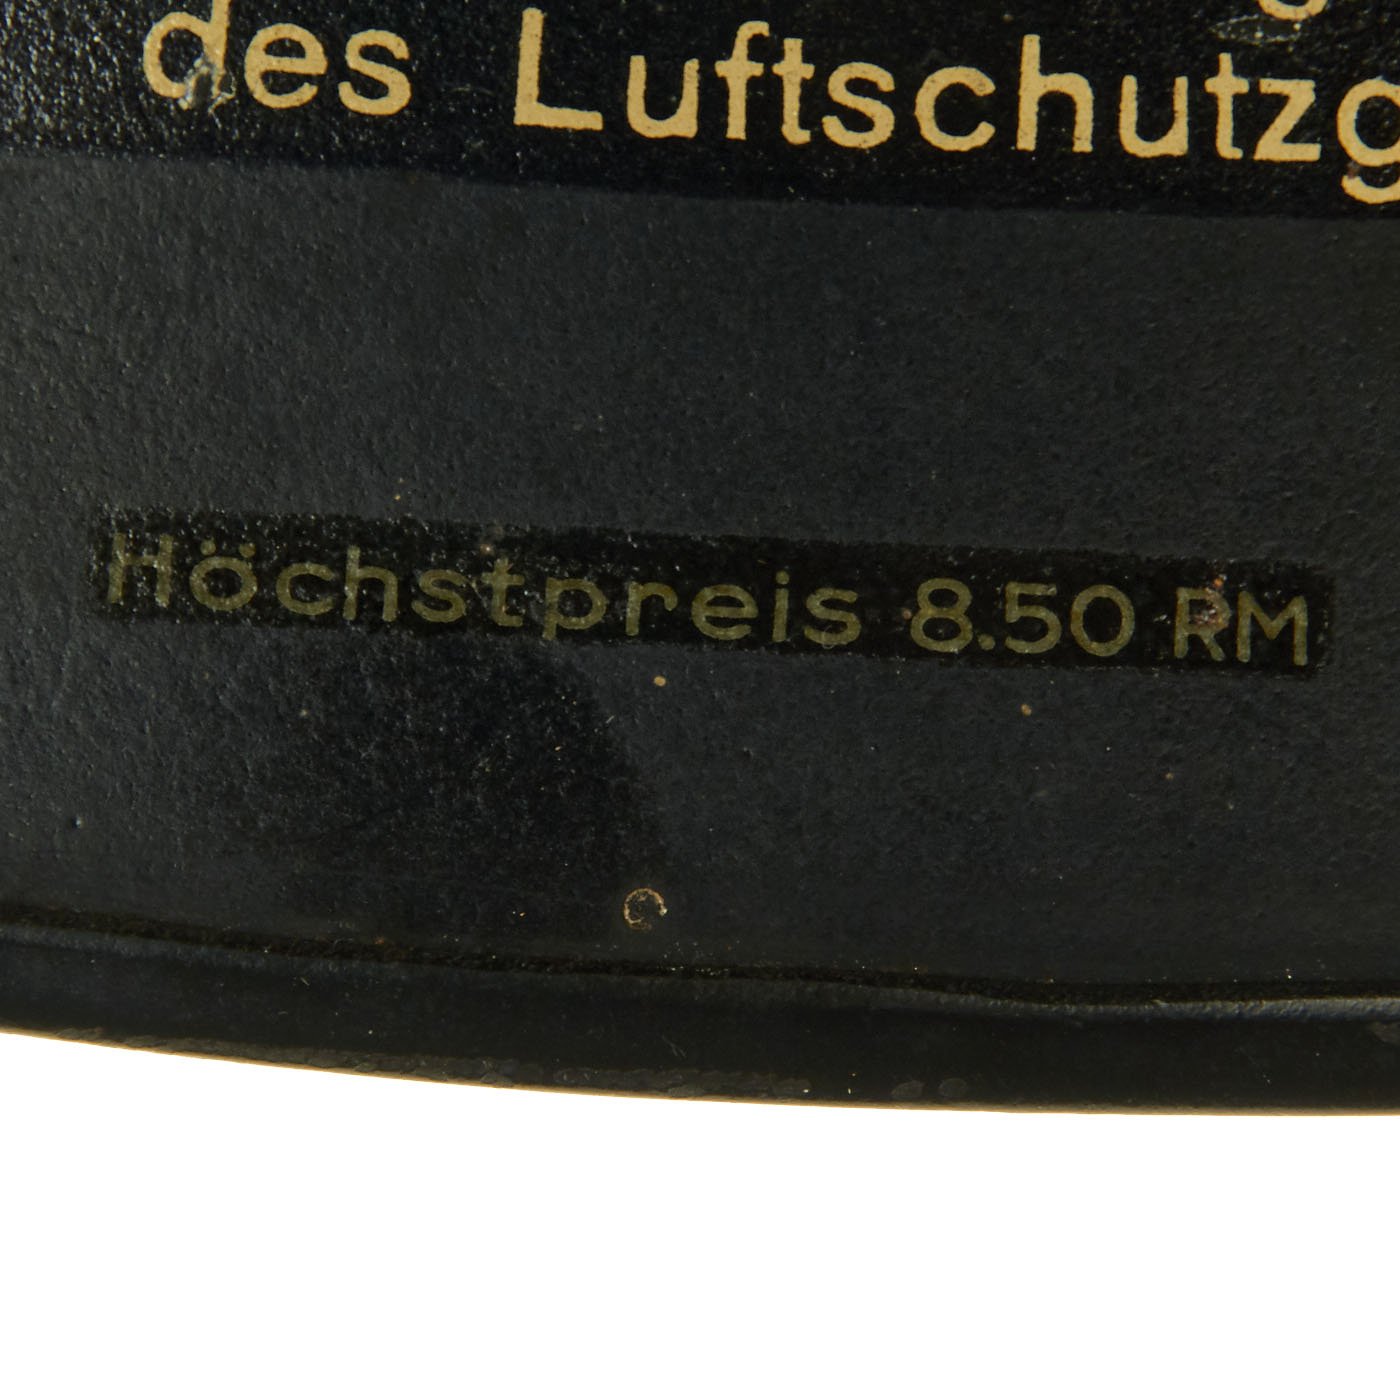 des Luftschutzg
Höchstpreis 8.50 RM